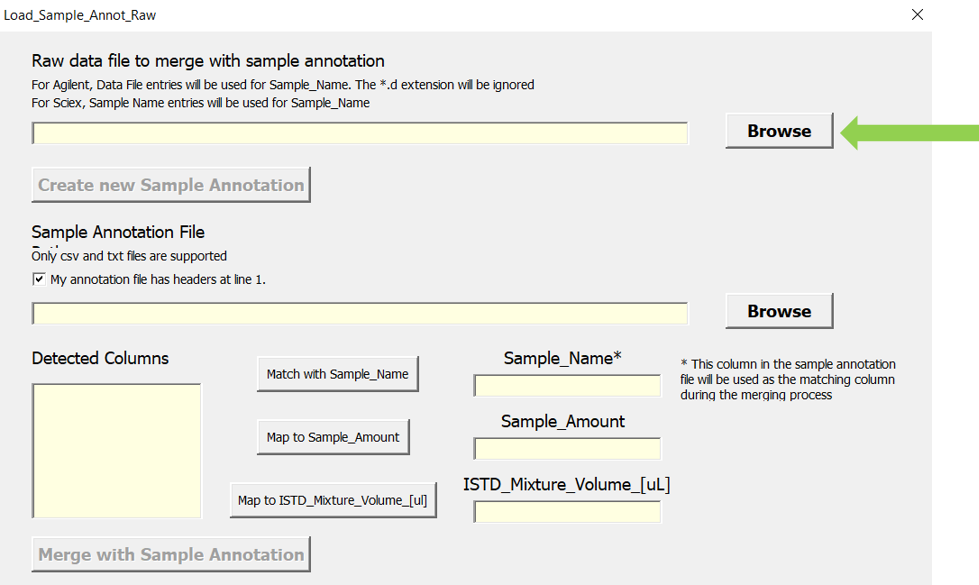 Load_Sample_Annot_Raw
Raw data file to merge with sample annotation
For Agilent, Data File entries will be used for Sample_Name. The *.d extension will be ignored
For Sciex, Sample Name entries will be used for Sample_Name
Browse
Create new Sample Annotation
Sample Annotation File
Only csv and txt files are supported
My annotation file has headers at line 1.
Browse
Detected Columns
Match with Sample_Name
Map to Sample_Amount
Map to ISTD_Mixture_Volume_[ul]
Sample_Name*
Sample_Amount
ISTD_Mixture_Volume_[uL]
* This column in the sample annotation
file will be used as the matching column
during the merging process
Merge with Sample Annotation